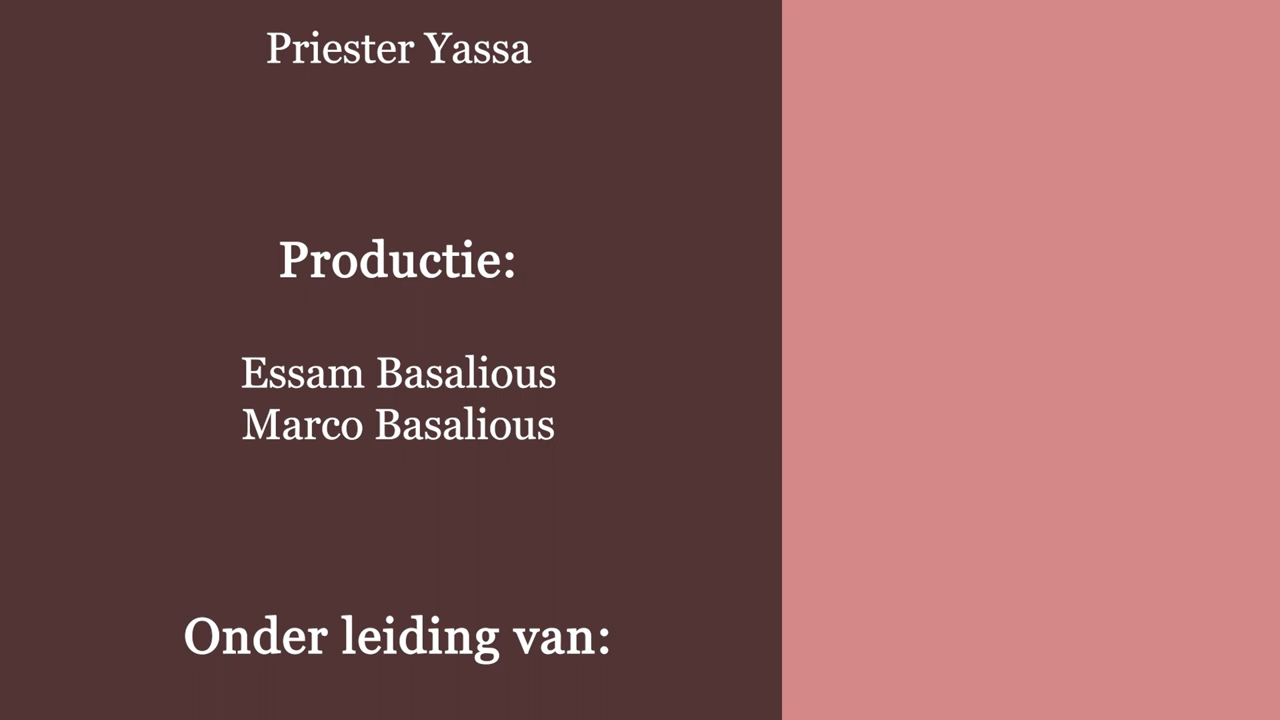 Priester Yassa
Productie:
Essam Basalious
Marco Basalious
Onder leiding van: